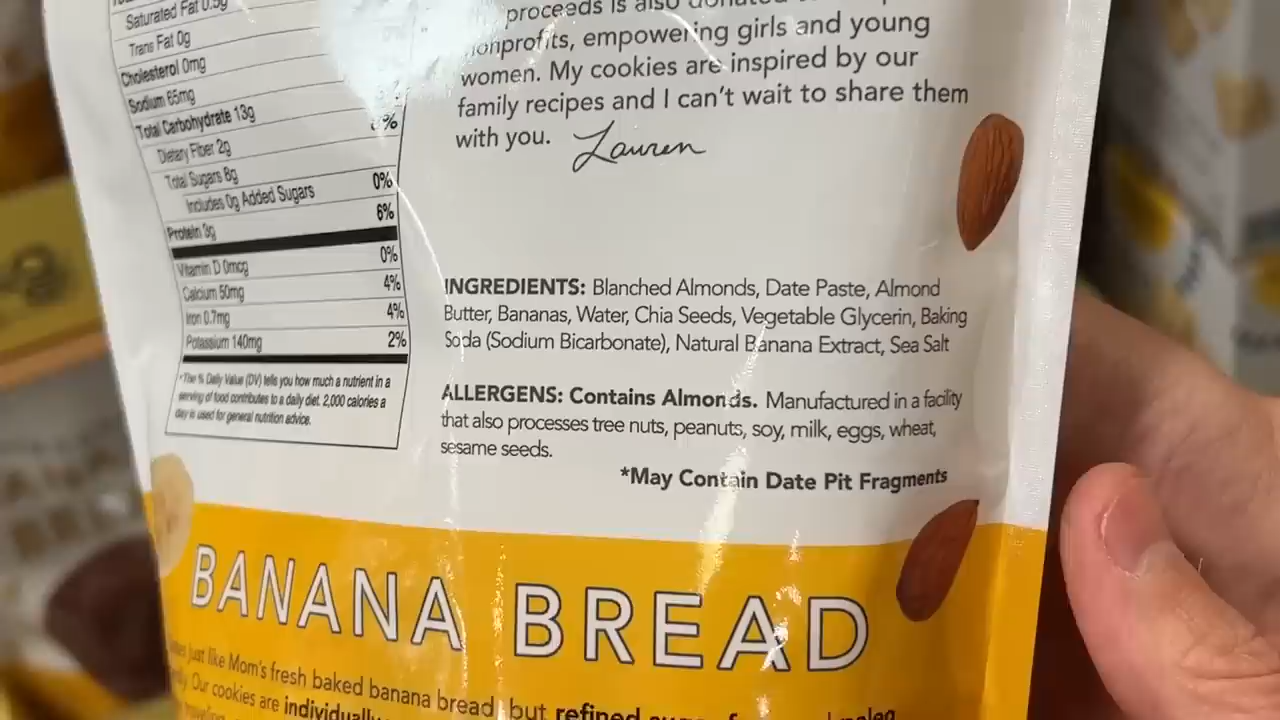 Saturated Fat 0.5g
Trans Fat 0g
Cholesterol 0mg
Sodium 65mg
Total Carbohydrate 13g
Dietary Fiber 2g
Total Sugars 8g
Includes 0g Added Sugars 0%
Protein 3g 6%
Vitamin D 0mcg 0%
Calcium 50mg 4%
Iron 0.7mg 4%
Potassium 140mg 2%
*The % Daily Value (DV) tells you how much a nutrient in a
serving of food contributes to a daily diet. 2,000 calories a
day is used for general nutrition advice.
proceeds is also donated
nonprofits, empowering girls and young
women. My cookies are inspired by our
family recipes and I can't wait to share them
with you. Lauren
INGREDIENTS: Blanched Almonds, Date Paste, Almond
Butter, Bananas, Water, Chia Seeds, Vegetable Glycerin, Baking
Soda (Sodium Bicarbonate), Natural Banana Extract, Sea Salt
ALLERGENS: Contains Almonds. Manufactured in a facility
that also processes tree nuts, peanuts, soy, milk, eggs, wheat,
sesame seeds.
*May Contain Date Pit Fragments
BANANA BREAD
just like Mom's fresh baked banana bread, but refined
Our cookies are individually